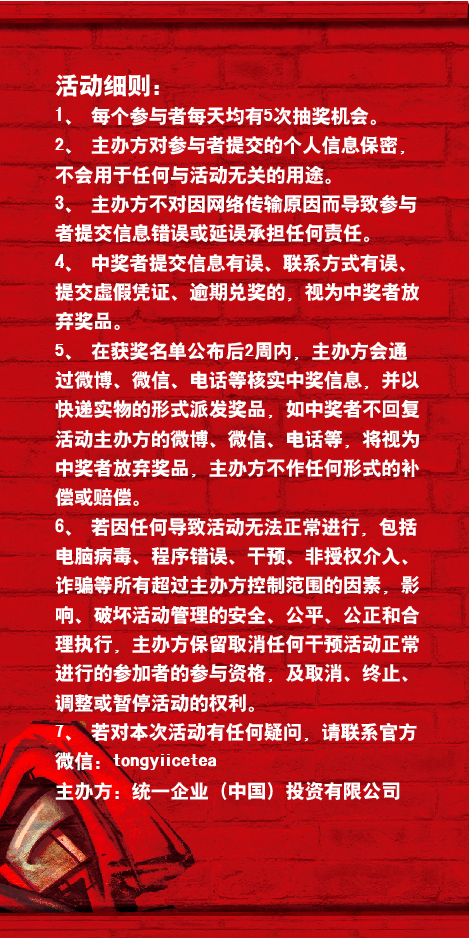 活动细则：
1、 每个参与者每天均有5次抽奖机会。
2、 主办方对参与者提交的个人信息保密，
不会用于任何与活动无关的用途。
3、 主办方不对因网络传输原因而导致参与
者提交信息错误或延误承担任何责任。
4、 中奖者提交信息有误、联系方式有误、
提交虚假凭证、逾期兑奖的，视为中奖者放
弃奖品。
5、 在获奖名单公布后2周内，主办方会通
过微博、微信、电话等核实中奖信息，并以
快递实物的形式派发奖品，如中奖者不回复
活动主办方的微博、微信、电话等，将视为
中奖者放弃奖品，主办方不作任何形式的补
偿或赔偿。
6、 若因任何导致活动无法正常进行，包括
电脑病毒、程序错误、干预、非授权介入、
诈骗等所有超过主办方控制范围的因素，影
响、破坏活动管理的安全、公平、公正和合
理执行，主办方保留取消任何干预活动正常
进行的参加者的参与资格，及取消、终止、
调整或暂停活动的权利。
7、 若对本次活动有任何疑问，请联系官方
微信：tongyiicetea
主办方：统一企业（中国）投资有限公司